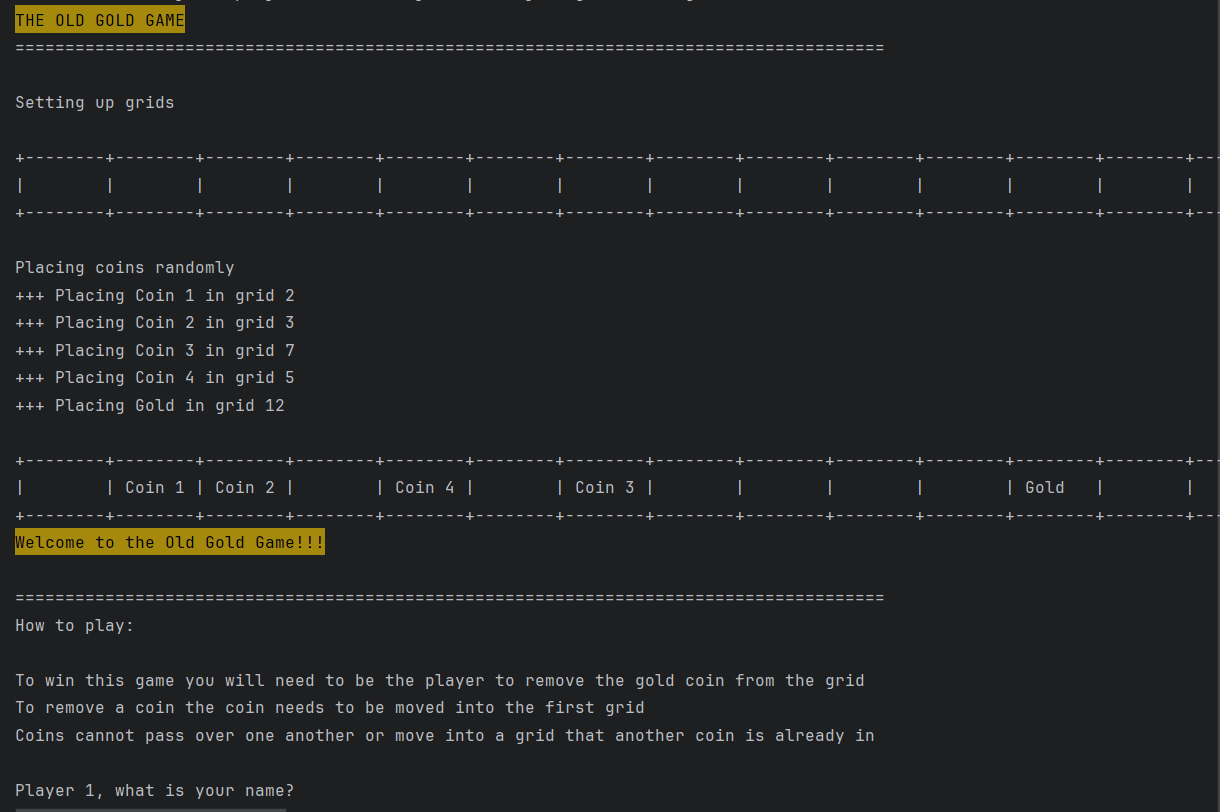 THE OLD GOLD GAME
=======================================================================================
Setting up grids
+--------+--------+--------+--------+--------+--------+--------+--------+--------+--------+--------+--------+--------+---
|        |        |        |        |        |        |        |        |        |        |        |        |        |
+--------+--------+--------+--------+--------+--------+--------+--------+--------+--------+--------+--------+--------+---
Placing coins randomly
+++ Placing Coin 1 in grid 2
+++ Placing Coin 2 in grid 3
+++ Placing Coin 3 in grid 7
+++ Placing Coin 4 in grid 5
+++ Placing Gold in grid 12
+--------+--------+--------+--------+--------+--------+--------+--------+--------+--------+--------+--------+--------+---
|        | Coin 1 | Coin 2 |        | Coin 4 |        | Coin 3 |        |        |        |        | Gold   |        |
+--------+--------+--------+--------+--------+--------+--------+--------+--------+--------+--------+--------+--------+---
Welcome to the Old Gold Game!!!
=======================================================================================
How to play:
To win this game you will need to be the player to remove the gold coin from the grid
To remove a coin the coin needs to be moved into the first grid
Coins cannot pass over one another or move into a grid that another coin is already in
Player 1, what is your name?